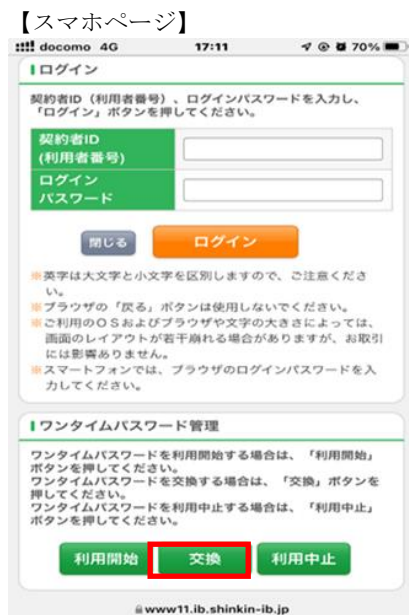 【スマホページ】
docomo 4G 17:11 70%
ログイン
契約者ID（利用者番号）、ログインパスワードを入力し、
「ログイン」ボタンを押してください。
契約者ID
(利用者番号)
ログイン
パスワード
閉じる ログイン
※英字は大文字と小文字を区別しますので、ご注意くださ
い。
※ブラウザの「戻る」ボタンは使用しないでください。
※ご利用のＯＳおよびブラウザや文字の大きさによっては、
画面のレイアウトが若干崩れる場合がありますが、お取引
には影響ありません。
※スマートフォンでは、ブラウザのログインパスワードを入
力してください。
ワンタイムパスワード管理
ワンタイムパスワードを利用開始する場合は、「利用開始」
ボタンを押してください。
ワンタイムパスワードを交換する場合は、「交換」ボタンを
押してください。
ワンタイムパスワードを利用中止する場合は、「利用中止」
ボタンを押してください。
利用開始 交換 利用中止
www11.ib.shinkin-ib.jp